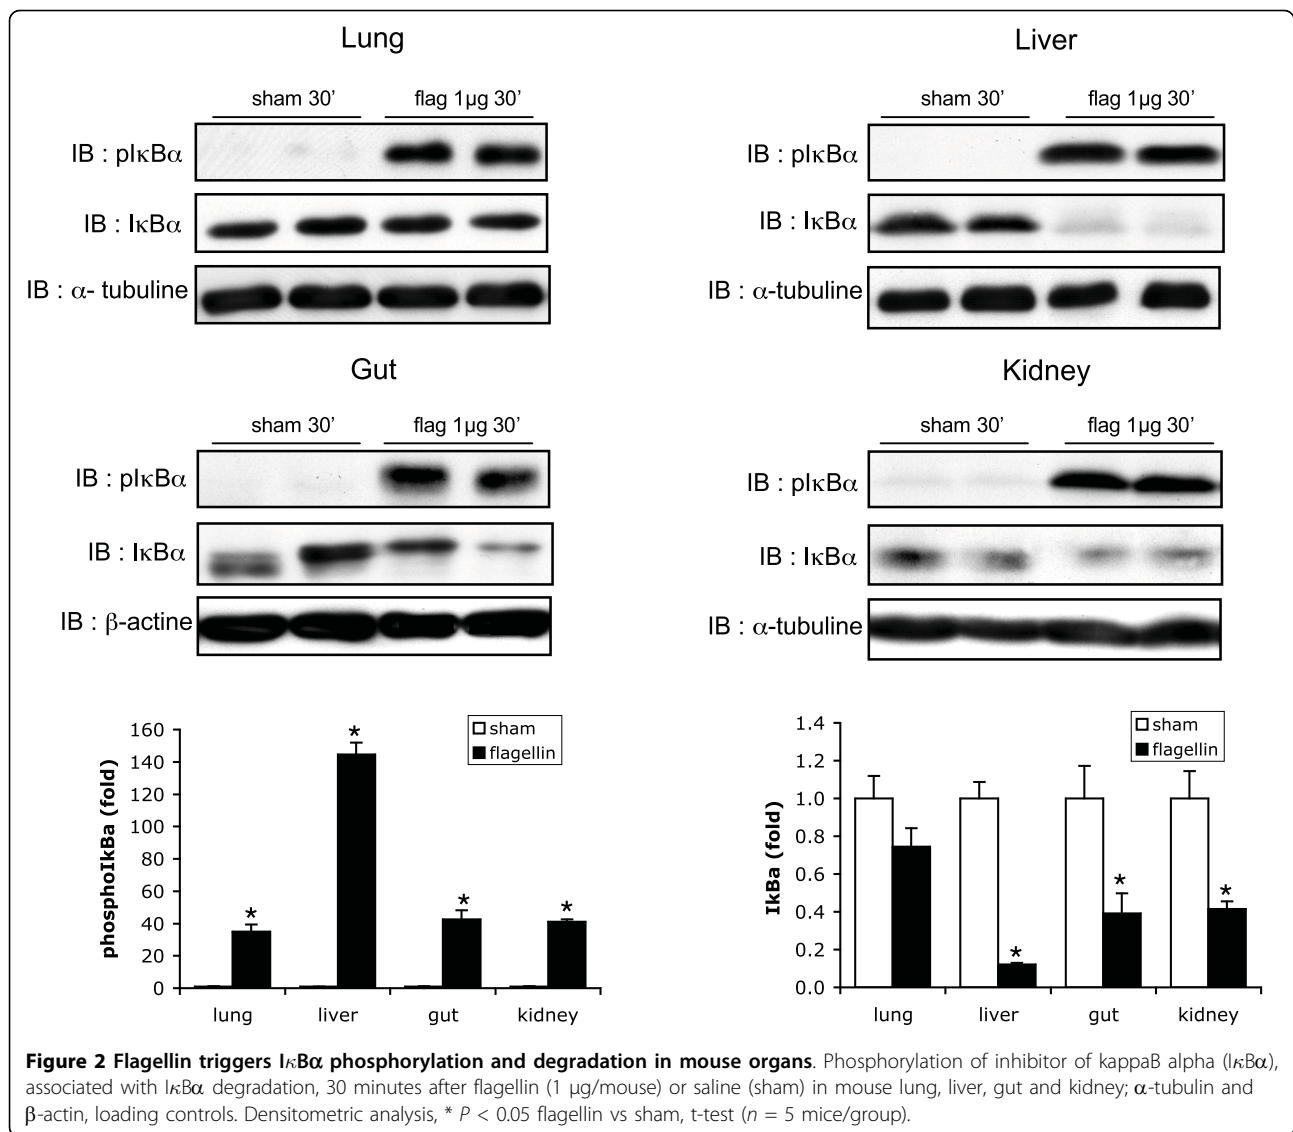 Lung
sham 30’ flag 1µg 30’
IB : pIκBα
IB : IκBα
IB : α- tubuline
Liver
sham 30’ flag 1µg 30’
IB : pIκBα
IB : IκBα
IB : α-tubuline
Gut
sham 30’ flag 1µg 30’
IB : pIκBα
IB : IκBα
IB : β-actine
Kidney
sham 30’ flag 1µg 30’
IB : pIκBα
IB : IκBα
IB : α-tubuline
phosphoIkBa (fold)
160
140
120
100
80
60
40
20
0
sham
flagellin
* * * *
lung liver gut kidney
IkBa (fold)
1.4
1.2
1.0
0.8
0.6
0.4
0.2
0.0
sham
flagellin
* * *
lung liver gut kidney
Figure 2 Flagellin triggers IκBα phosphorylation and degradation in mouse organs. Phosphorylation of inhibitor of kappaB alpha (IκBα),
associated with IκBα degradation, 30 minutes after flagellin (1 μg/mouse) or saline (sham) in mouse lung, liver, gut and kidney; α-tubulin and
β-actin, loading controls. Densitometric analysis, * P < 0.05 flagellin vs sham, t-test (n = 5 mice/group).